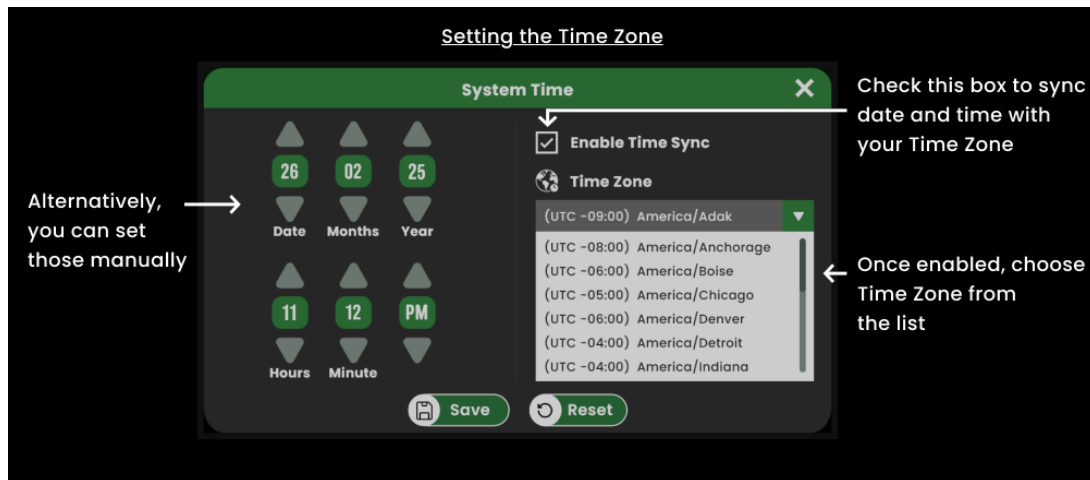 Setting the Time Zone
System Time
Check this box to sync
date and time with
your Time Zone
Enable Time Sync
26 02 25
Time Zone
Alternatively,
you can set
those manually
Date Months Year
(UTC -09:00) America/Adak
(UTC -08:00) America/Anchorage
(UTC -06:00) America/Boise
(UTC -05:00) America/Chicago
(UTC -06:00) America/Denver
(UTC -04:00) America/Detroit
(UTC -04:00) America/Indiana
Once enabled, choose
Time Zone from
the list
11 12 PM
Hours Minute
Save
Reset